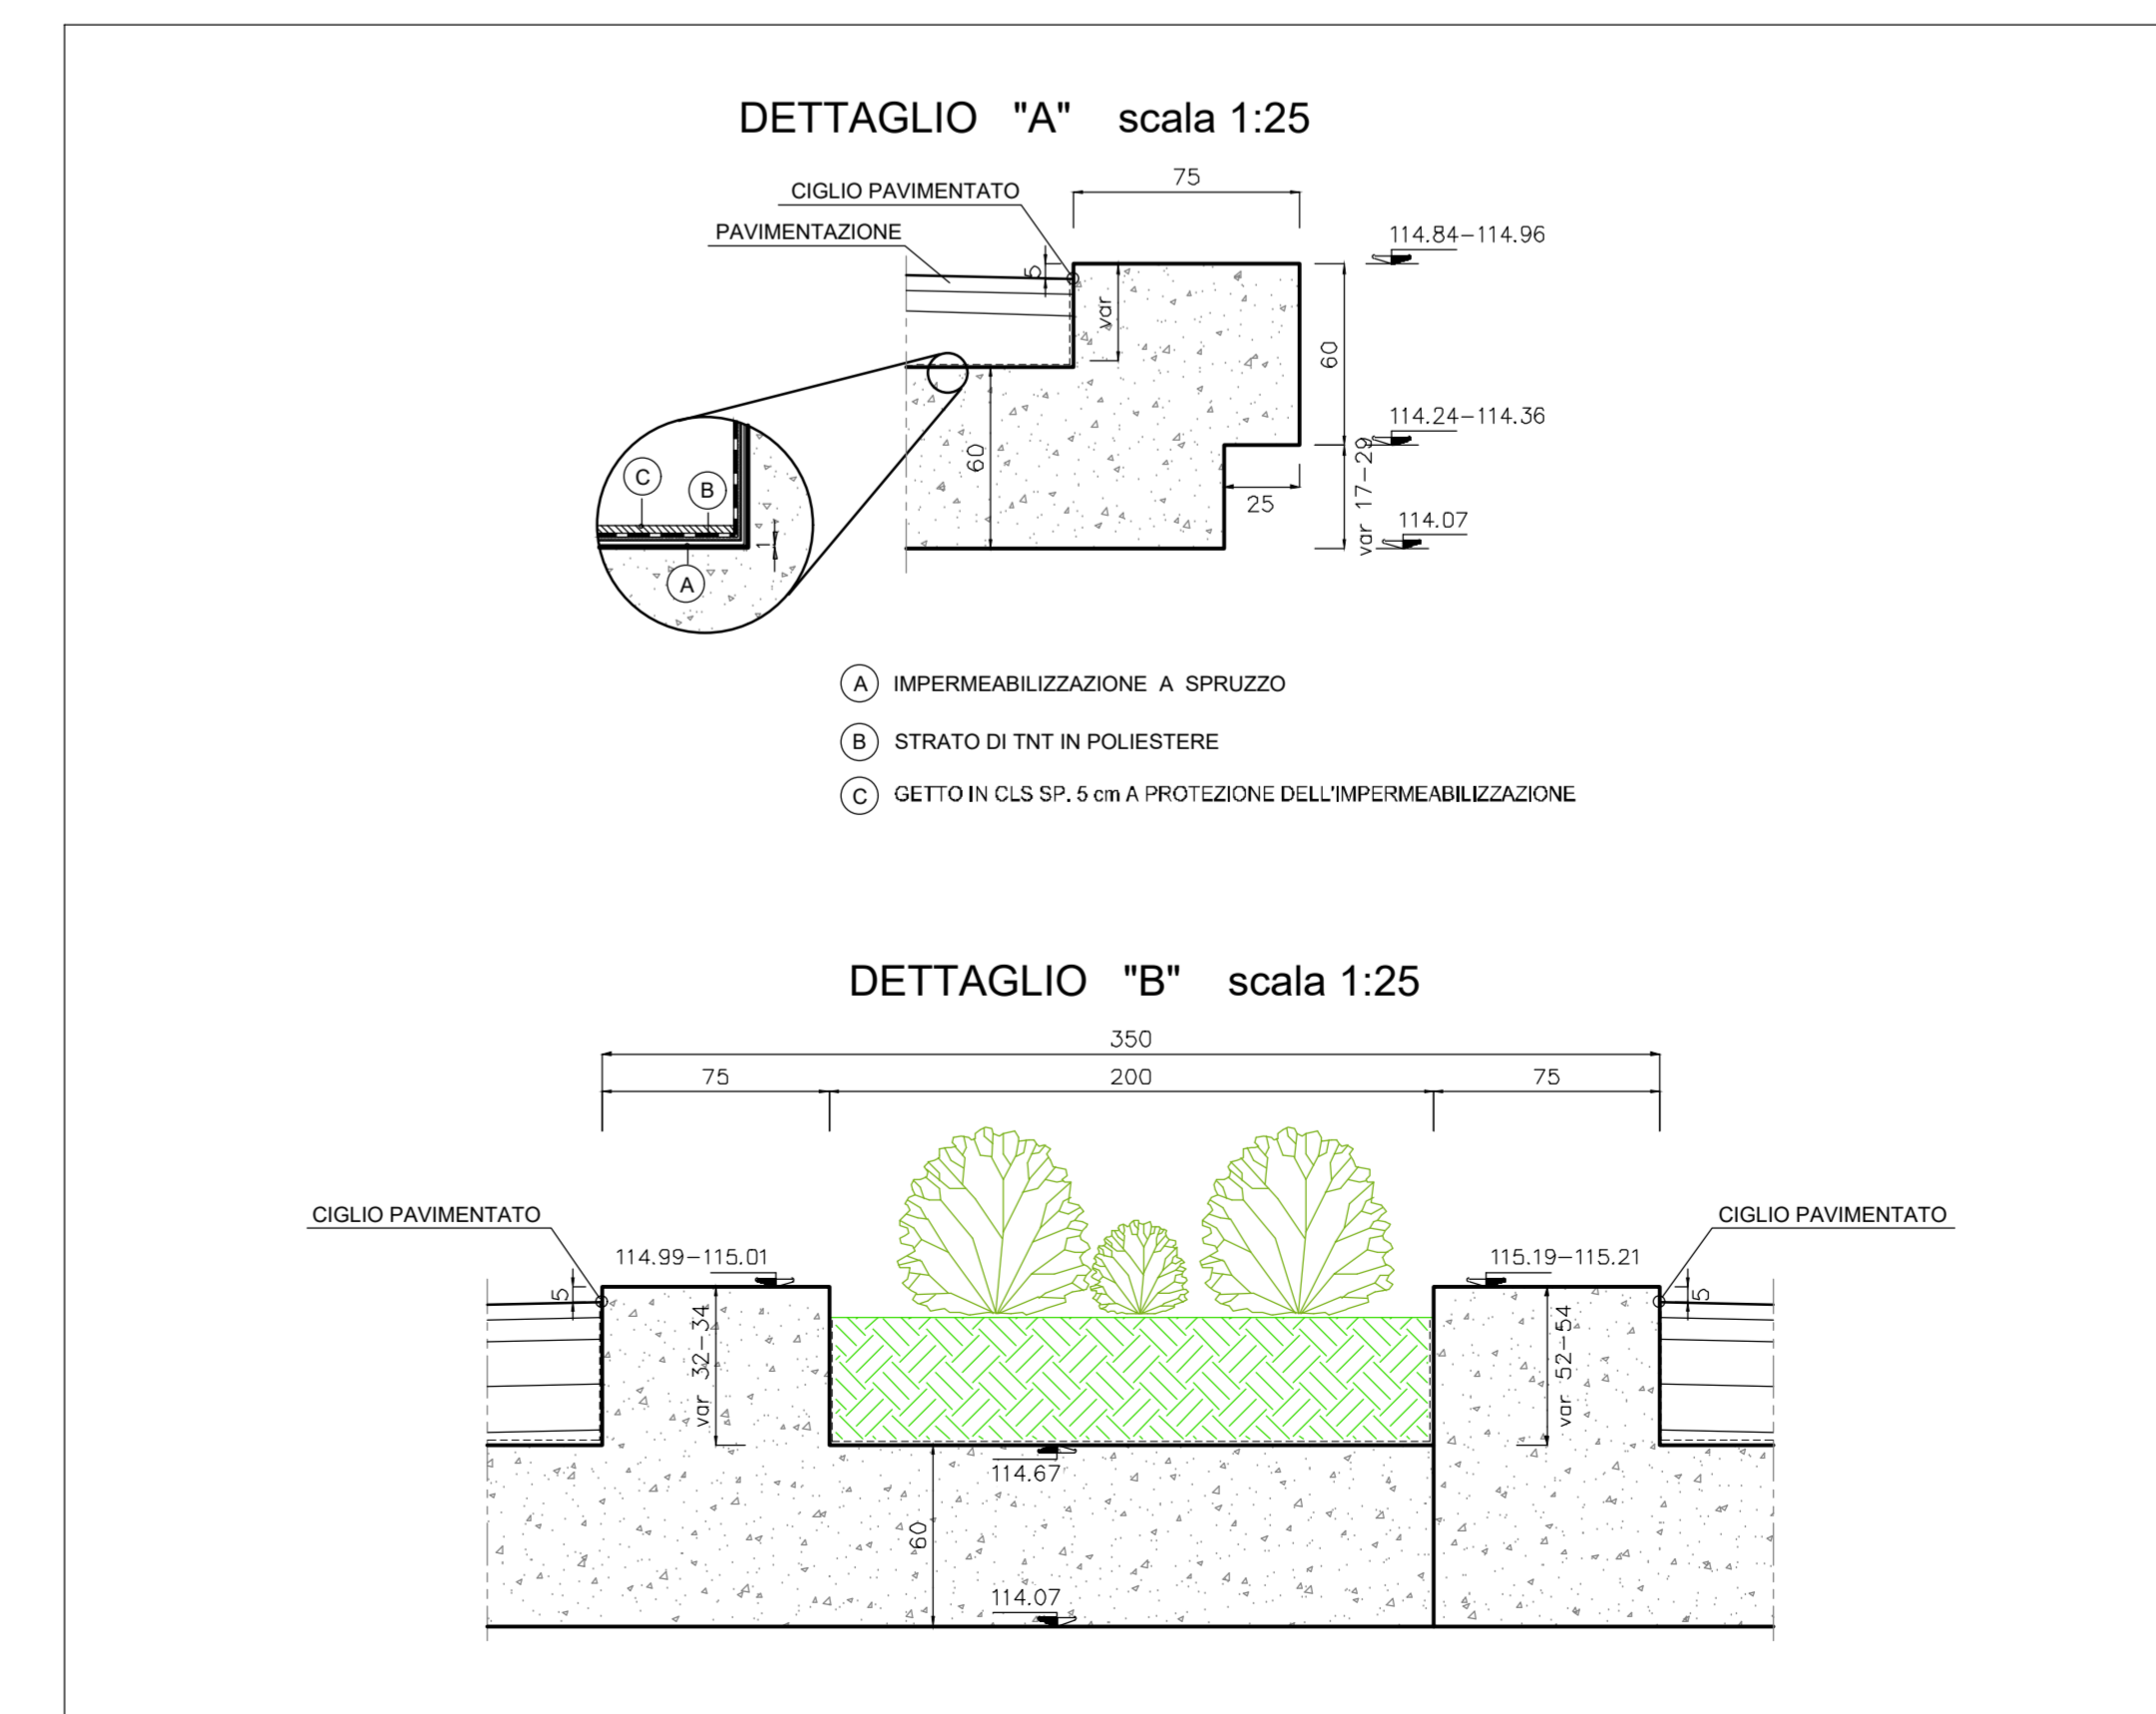 DETTAGLIO "A" scala 1:25
75
CIGLIO PAVIMENTATO
PAVIMENTAZIONE
114.84-114.96
5
var
60
114.24-114.36
60
25
var 17-29
114.07
C
B
1
A
A IMPERMEABILIZZAZIONE A SPRUZZO
B STRATO DI TNT IN POLIESTERE
C GETTO IN CLS SP. 5 cm A PROTEZIONE DELL'IMPERMEABILIZZAZIONE
DETTAGLIO "B" scala 1:25
350
75 200 75
CIGLIO PAVIMENTATO
CIGLIO PAVIMENTATO
114.99-115.01
115.19-115.21
5
5
var 32-34
var 52-54
114.67
60
114.07